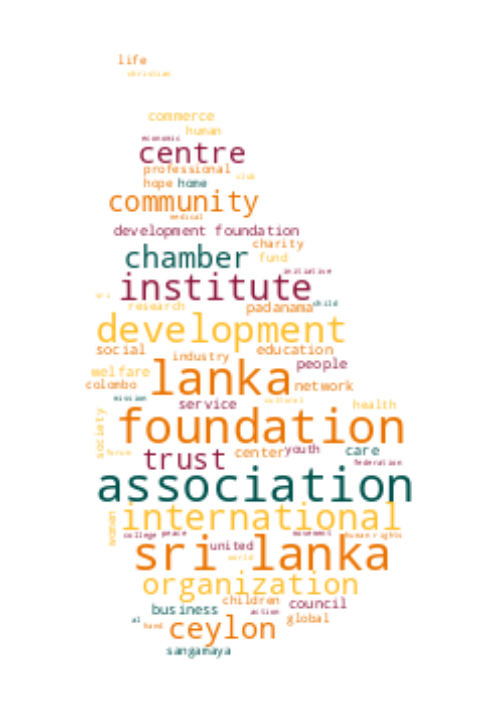 life
christian
commerce
human
economic
centre
professional
club
hope home
community
medical
development foundation
charity
chamber fund
initiative
institute
sri
research padanama child
development
social industry education
welfare lanka people
colombo network
mission
service cultural health
society foundation
forum trust center youth care
federation
association
women international
college peace movement human rights
sri lanka
united
world
organization
children
business action council
al hand ceylon global
sangamaya